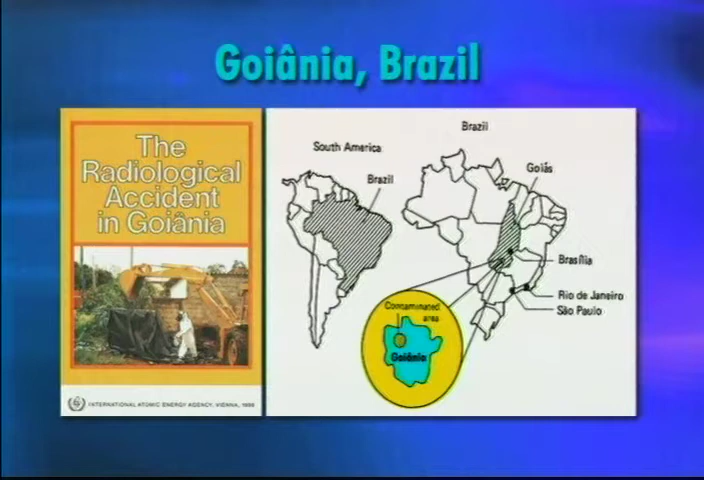 Goiânia, Brazil
The
Radiological
Accident
in Goiânia
INTERNATIONAL ATOMIC ENERGY AGENCY, VIENNA, 1988
South America
Brazil
Brazil
Goiás
Brasília
Rio de Janeiro
São Paulo
Contaminated
area
Goiânia